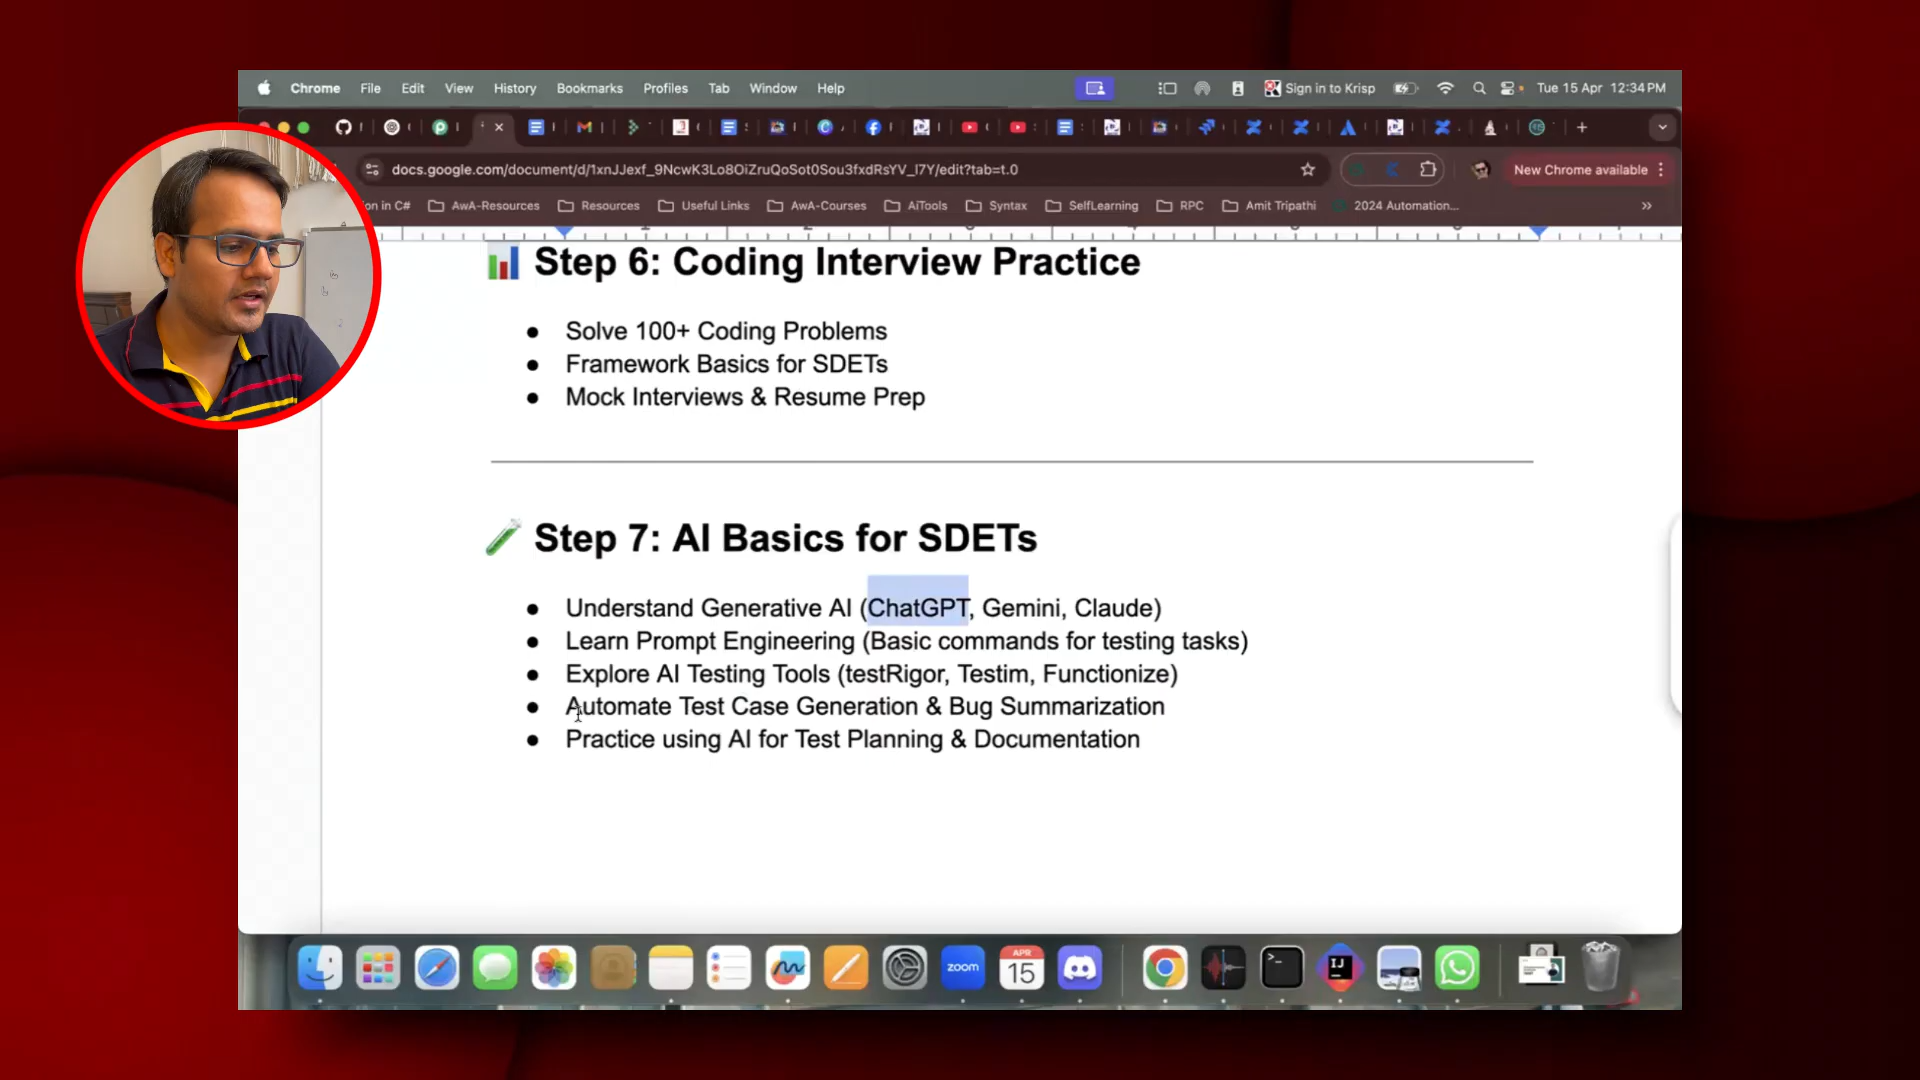 Chrome File Edit View History Bookmarks Profiles Tab Window Help Sign in to Krisp Tue 15 Apr 12:34 PM
docs.google.com/document/d/1xnJJexf_9NcwK3Lo8OiZruQoSot0Sou3fxdRsYV_I7Y/edit?tab=t.0 New Chrome available
on in C# AwA-Resources Resources Useful Links AwA-Courses AiTools Syntax SelfLearning RPC Amit Tripathi 2024 Automation... »
Step 6: Coding Interview Practice
● Solve 100+ Coding Problems
● Framework Basics for SDETs
● Mock Interviews & Resume Prep
Step 7: AI Basics for SDETs
● Understand Generative AI (ChatGPT, Gemini, Claude)
● Learn Prompt Engineering (Basic commands for testing tasks)
● Explore AI Testing Tools (testRigor, Testim, Functionize)
● Automate Test Case Generation & Bug Summarization
● Practice using AI for Test Planning & Documentation
zoom
APR
15
IJ